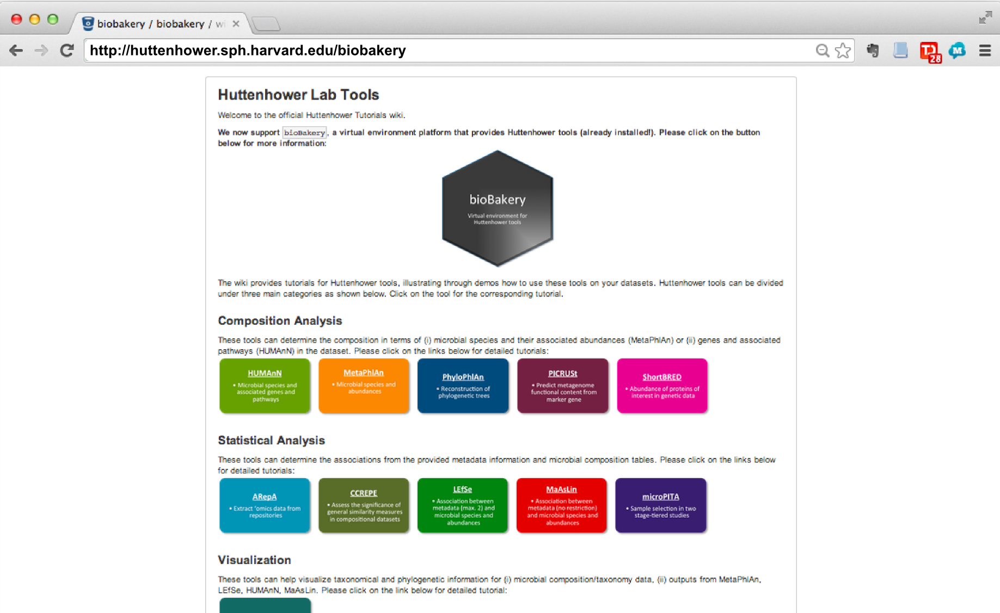 biobakery / biobakery / wi
http://huttenhower.sph.harvard.edu/biobakery
28
M
Huttenhower Lab Tools
Welcome to the official Huttenhower Tutorials wiki.
We now support bioBakery, a virtual environment platform that provides Huttenhower tools (already installed!). Please click on the button
below for more information:
bioBakery
Virtual environment for
Huttenhower tools
The wiki provides tutorials for Huttenhower tools, illustrating through demos how to use these tools on your datasets. Huttenhower tools can be divided
under three main categories as shown below. Click on the tool for the corresponding tutorial.
Composition Analysis
These tools can determine the composition in terms of (i) microbial species and their associated abundances (MetaPhlAn) or (ii) genes and associated
pathways (HUMAnN) in the dataset. Please click on the links below for detailed tutorials:
HUMAnN
• Microbial species and
associated genes and
pathways
MetaPhlAn
• Microbial species and
abundances
PhyloPhlAn
• Reconstruction of
phylogenetic trees
PICRUSt
• Predict metagenome
functional content from
marker gene
ShortBRED
• Abundance of proteins of
interest in genetic data
Statistical Analysis
These tools can determine the associations from the provided metadata information and microbial composition tables. Please click on the links below
for detailed tutorials:
ARepA
• Extract 'omics data from
repositories
CCREPE
• Assess the significance of
general similarity measures
in compositional datasets
LEfSe
• Association between
metadata (max. 2) and
microbial species and
abundances
MaAsLin
• Association between
metadata (no restriction)
and microbial species and
abundances
microPITA
• Sample selection in two
stage-tiered studies
Visualization
These tools can help visualize taxonomical and phylogenetic information for (i) microbial composition/taxonomy data, (ii) outputs from MetaPhlAn,
LEfSe, HUMAnN, MaAsLin. Please click on the link below for detailed tutorial: